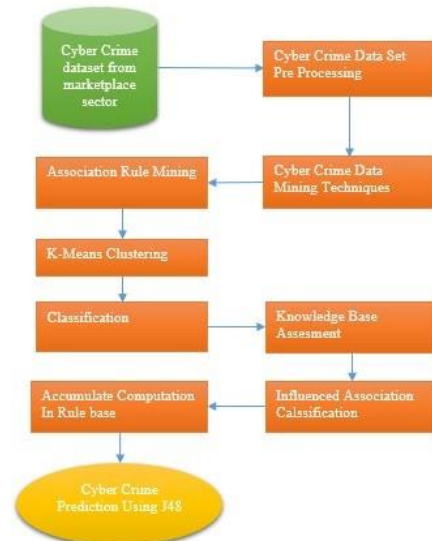 Cyber Crime
dataset from
marketplace
sector
Cyber Crime Data Set
Pre Processing
Cyber Crime Data
Mining Techniques
Association Rule Mining
K-Means Clustering
Classification
Knowledge Base
Assesment
Influenced Association
Calssification
Accumulate Computation
In Rule base
Cyber Crime
Prediction Using J48